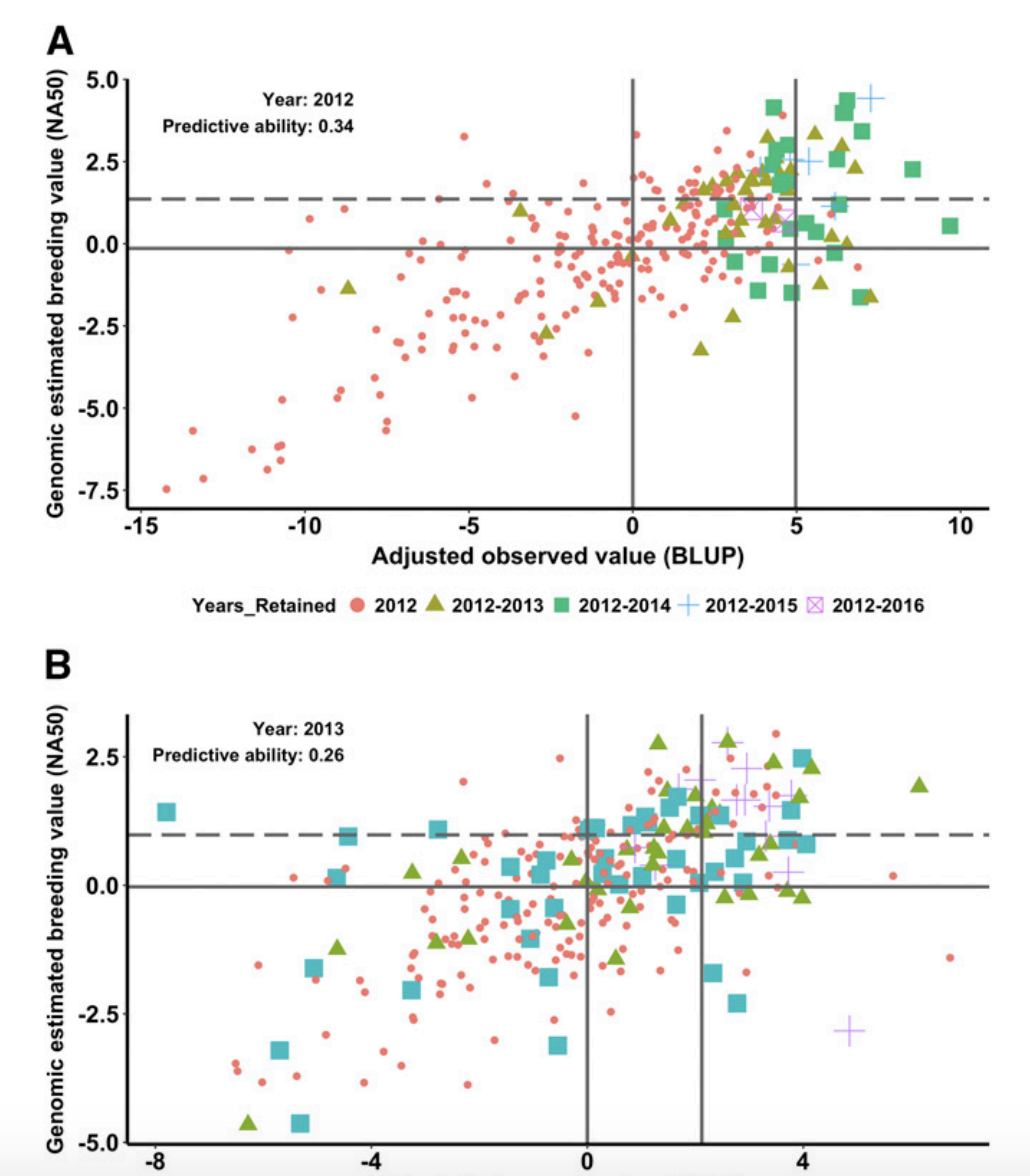 A
Genomic estimated breeding value (NA50)
Year: 2012
Predictive ability: 0.34
5.0
2.5
0.0
-2.5
-5.0
-7.5
-15 -10 -5 0 5 10
Adjusted observed value (BLUP)
Years_Retained 2012 2012-2013 2012-2014 2012-2015 2012-2016
B
Genomic estimated breeding value (NA50)
Year: 2013
Predictive ability: 0.26
2.5
0.0
-2.5
-5.0
-8 -4 0 4